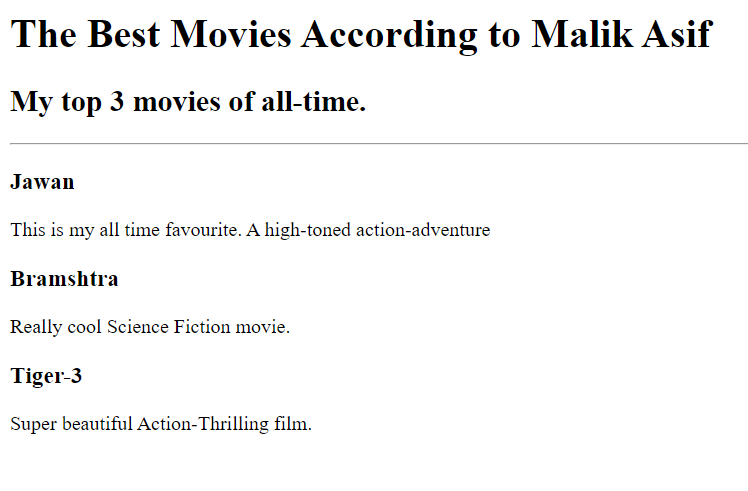 The Best Movies According to Malik Asif
My top 3 movies of all-time.
Jawan
This is my all time favourite. A high-toned action-adventure
Bramshtra
Really cool Science Fiction movie.
Tiger-3
Super beautiful Action-Thrilling film.